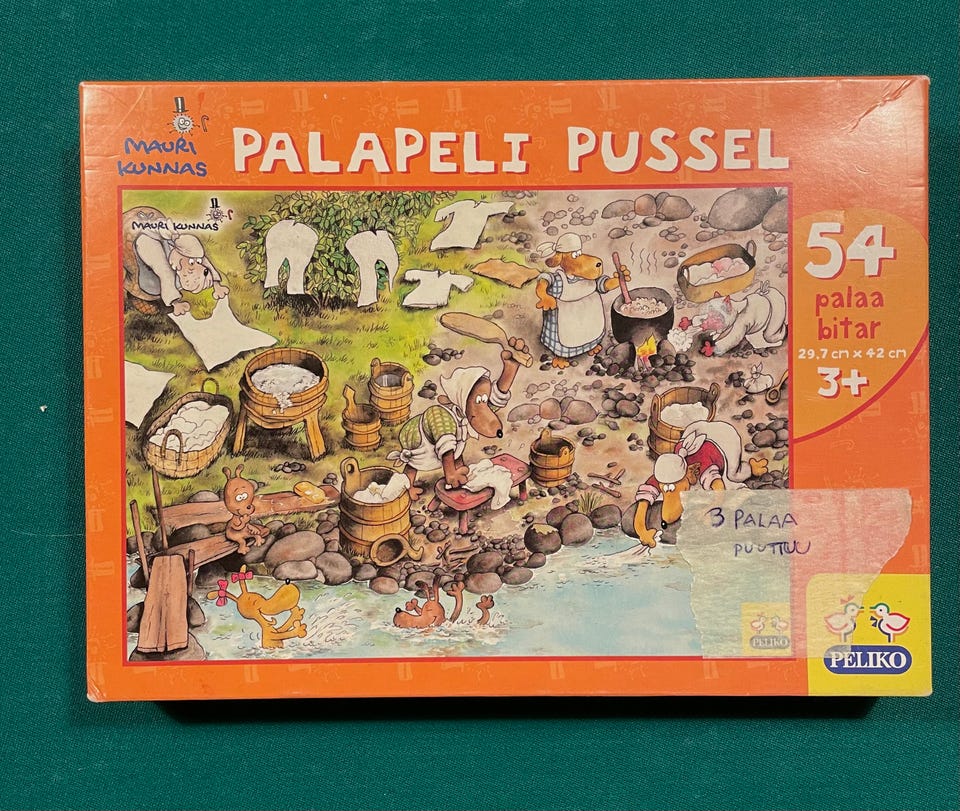 MAURI
KUNNAS
PALAPELI PUSSEL
MAURI KUNNAS
54
palaa
bitar
29,7 cm x 42 cm
3+
3 PALAA
PUUTTUU
PELIKO
PELIKO